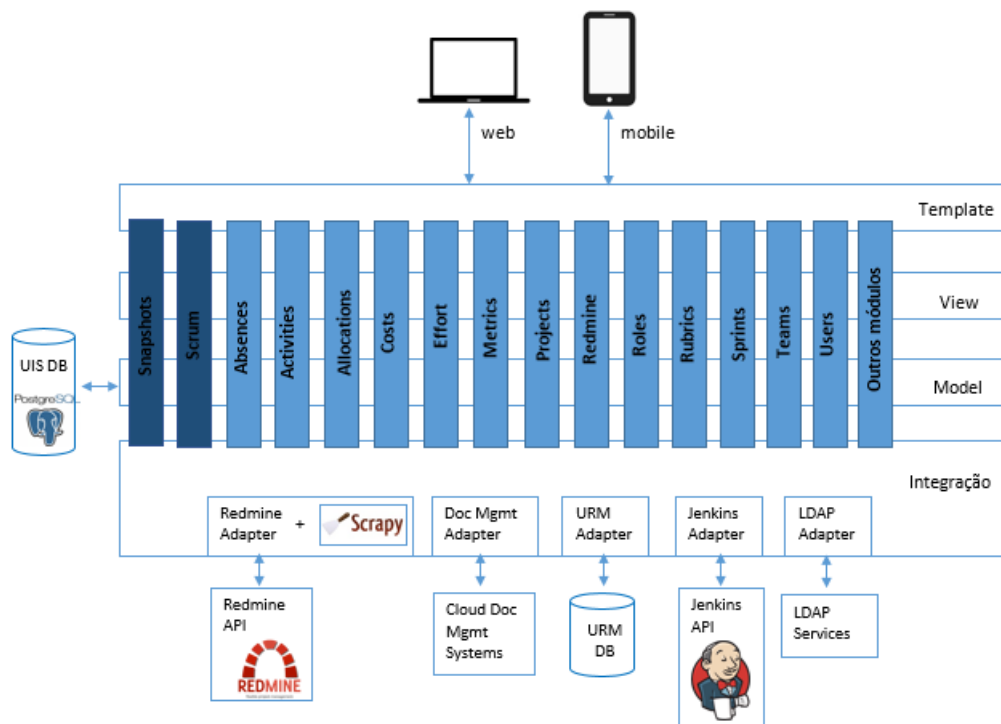 web
mobile
Template
View
Model
Integração
Snapshots
Scrum
Absences
Activities
Allocations
Costs
Effort
Metrics
Projects
Redmine
Roles
Rubrics
Sprints
Teams
Users
Outros módulos
UIS DB
PostgreSQL
Redmine
Adapter
+
Scrapy
Doc Mgmt
Adapter
URM
Adapter
Jenkins
Adapter
LDAP
Adapter
Redmine
API
REDMINE
Cloud Doc
Mgmt
Systems
URM
DB
Jenkins
API
LDAP
Services